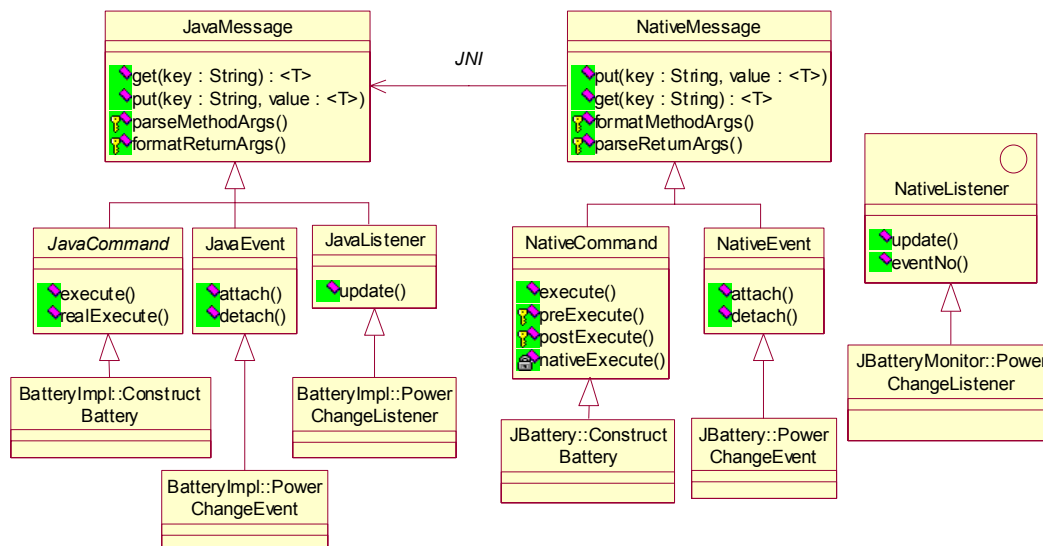 JavaMessage
get(key : String) : <T>
put(key : String, value : <T>)
parseMethodArgs()
formatReturnArgs()
JNI
NativeMessage
put(key : String, value : <T>)
get(key : String) : <T>
formatMethodArgs()
parseReturnArgs()
NativeListener
update()
eventNo()
JavaCommand
execute()
realExecute()
JavaEvent
attach()
detach()
JavaListener
update()
NativeCommand
execute()
preExecute()
postExecute()
nativeExecute()
NativeEvent
attach()
detach()
JBatteryMonitor::Power
ChangeListener
BatteryImpl::Construct
Battery
BatteryImpl::Power
ChangeListener
JBattery::Construct
Battery
JBattery::Power
ChangeEvent
BatteryImpl::Power
ChangeEvent